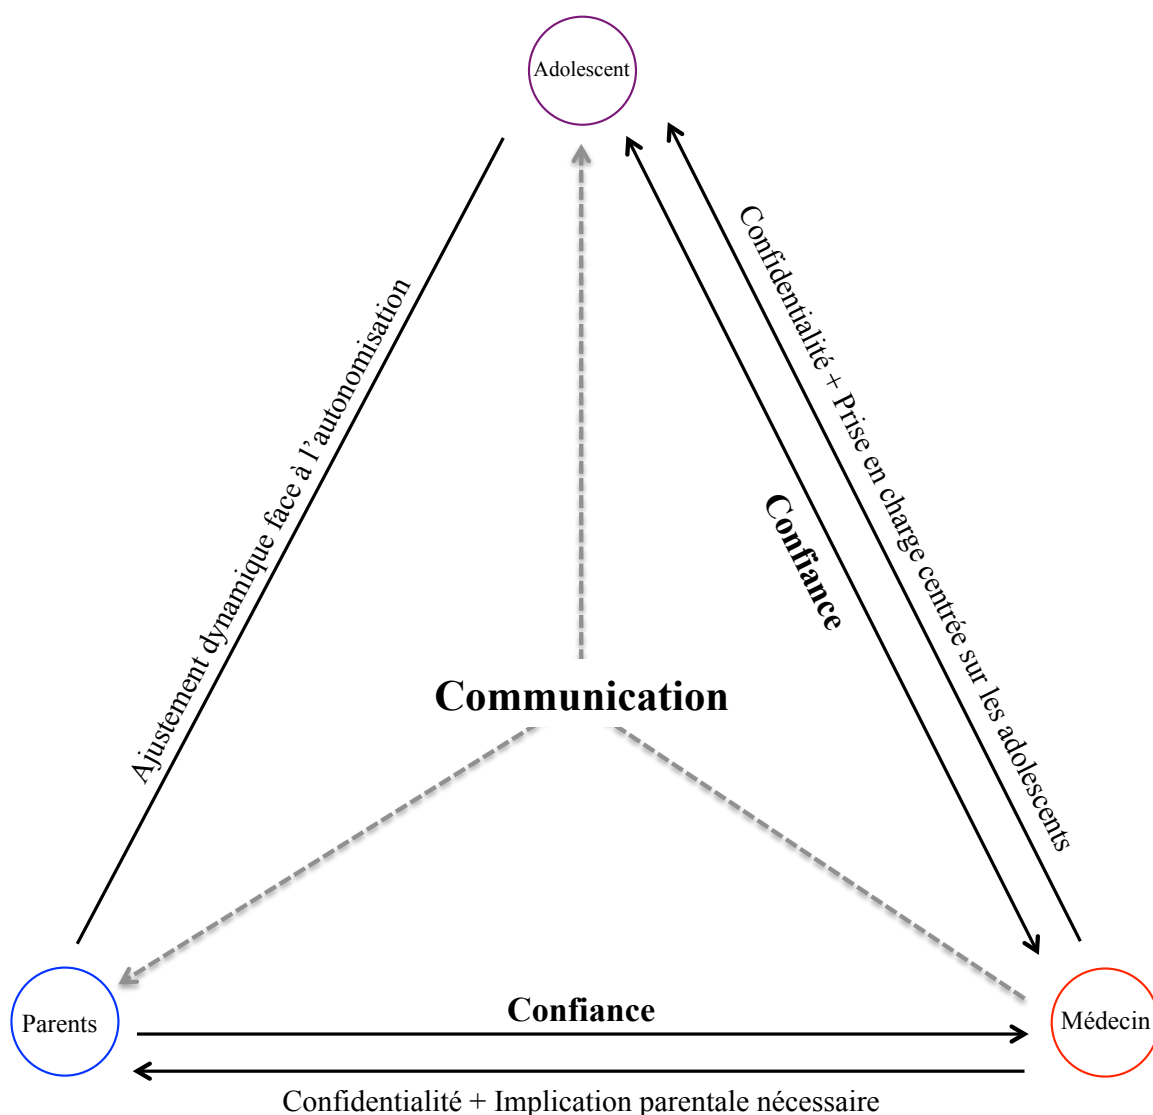 Adolescent
Ajustement dynamique face à l’autonomisation
Confidentialité + Prise en charge centrée sur les adolescents
Confiance
Communication
Parents
Confiance
Médecin
Confidentialité + Implication parentale nécessaire